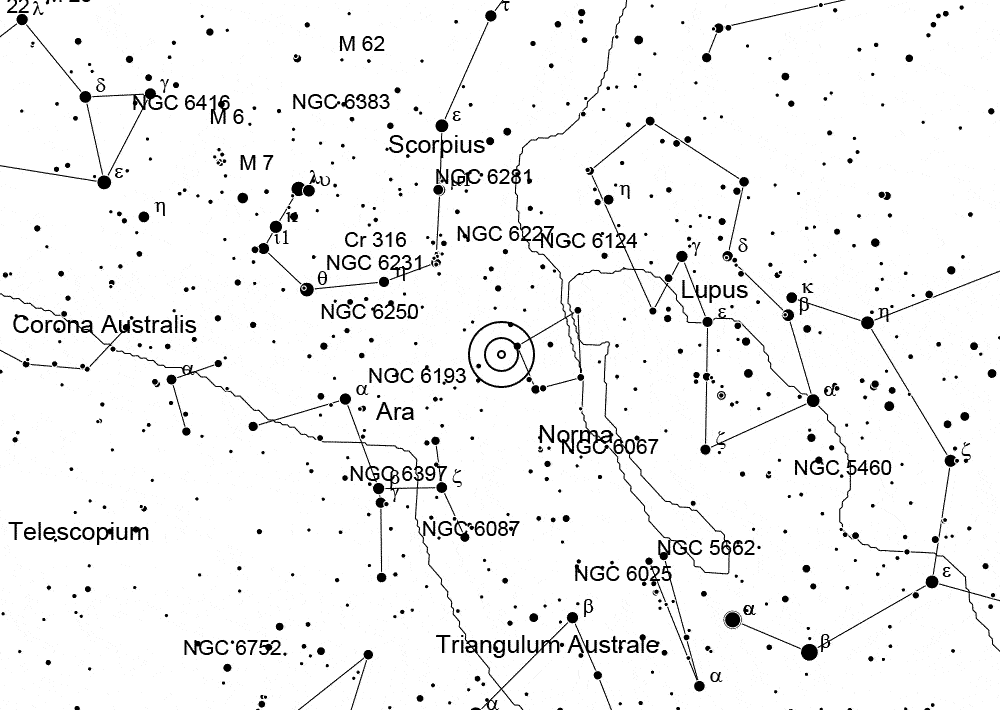 22 λ
τ
M 62
δ
γ
NGC 6416
NGC 6383
M 6
ε
Scorpius
M 7
ε
λυ
NGC 6281
μ1
η
η
κ
ι1
Cr 316
NGC 6227
NGC 6124
γ
δ
NGC 6231
η
θ
Lupus
κ
β
NGC 6250
ε
η
Corona Australis
α
NGC 6193
α
Ara
α
Norma
NGC 6067
ζ
ζ
NGC 5460
NGC 6397
β
ζ
γ
Telescopium
NGC 6087
NGC 5662
NGC 6025
ε
β
α
NGC 6752
Triangulum Australe
β
α
α